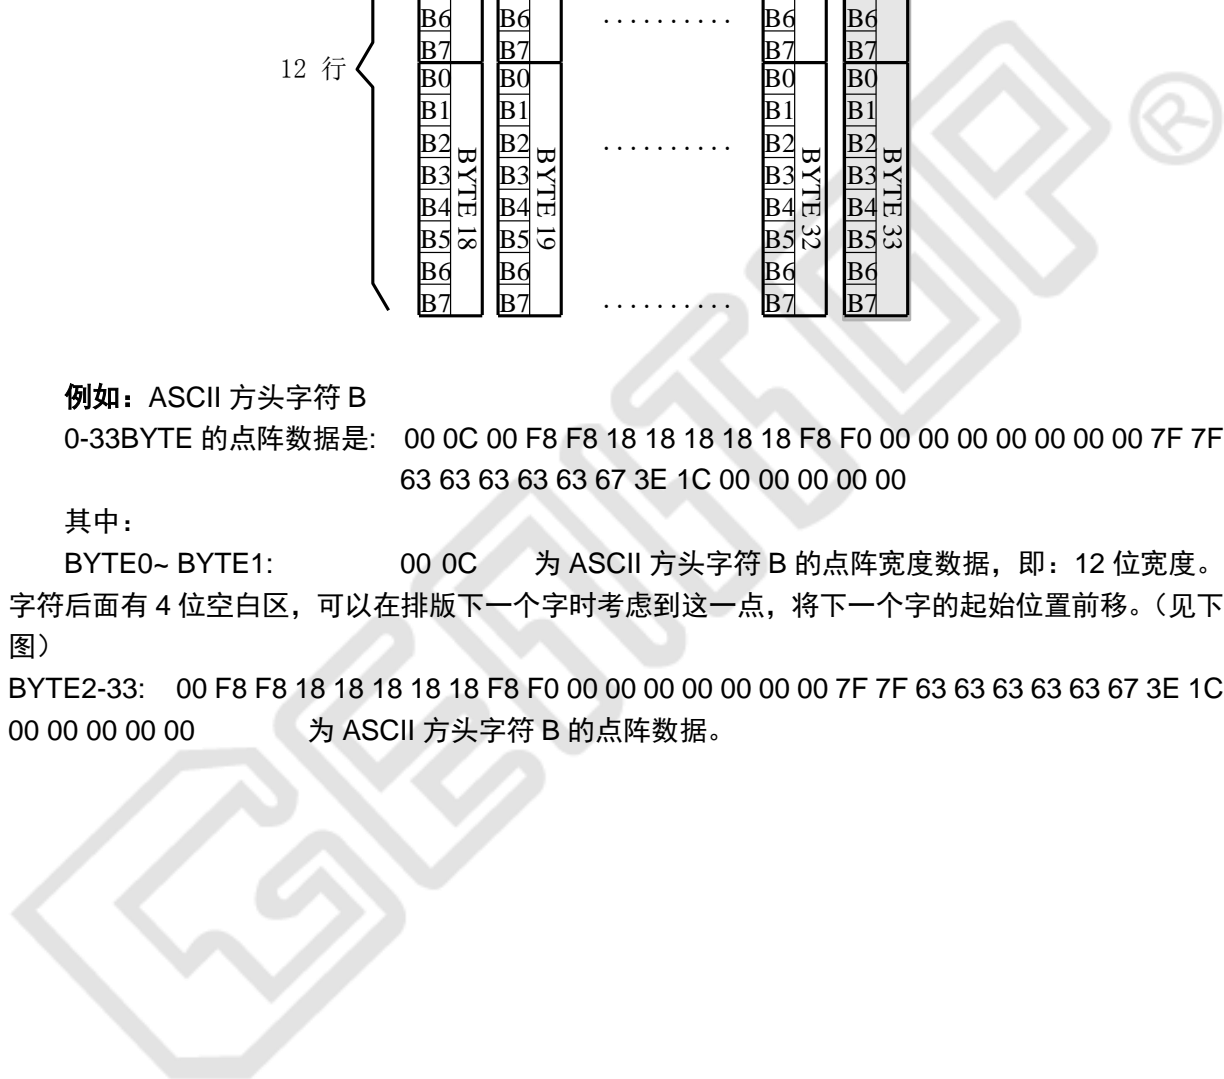 B6 B6 .......... B6 B6
B7 B7 B7 B7
12 行
B0 B0 B0 B0
B1 B1 B1 B1
B2 B2 .......... B2 B2
B3 B3 B3 B3
B4 B4 B4 B4
B5 B5 B5 B5
B6 B6 B6 B6
B7 B7 .......... B7 B7
BYTE 18
BYTE 19
BYTE 32
BYTE 33
例如：ASCII 方头字符 B
0-33BYTE 的点阵数据是: 00 0C 00 F8 F8 18 18 18 18 18 F8 F0 00 00 00 00 00 00 00 7F 7F
63 63 63 63 63 67 3E 1C 00 00 00 00 00
其中：
BYTE0~ BYTE1: 00 0C 为 ASCII 方头字符 B 的点阵宽度数据，即：12 位宽度。
字符后面有 4 位空白区，可以在排版下一个字时考虑到这一点，将下一个字的起始位置前移。（见下
图）
BYTE2-33: 00 F8 F8 18 18 18 18 18 F8 F0 00 00 00 00 00 00 00 7F 7F 63 63 63 63 63 67 3E 1C
00 00 00 00 00 为 ASCII 方头字符 B 的点阵数据。
GENITOP
®